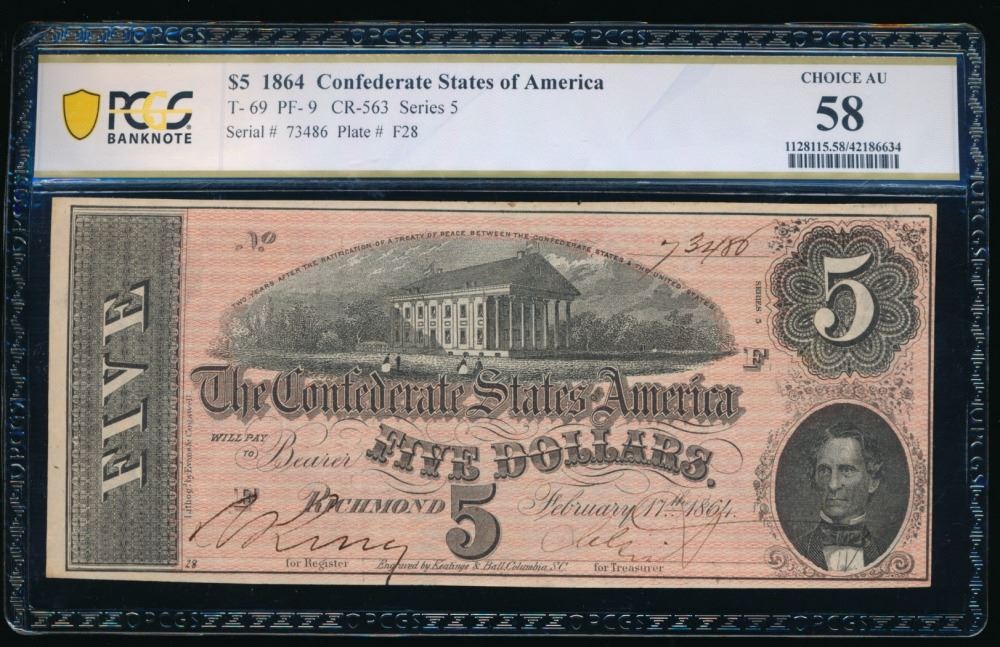 $5 1864 Confederate States of America
T- 69 PF- 9 CR-563 Series 5
Serial # 73486 Plate # F28
PCGS
BANKNOTE
CHOICE AU
58
1128115.58/42186634
No
73486
TWO YEARS AFTER THE RATIFICATION OF A TREATY OF PEACE BETWEEN THE CONFEDERATE STATES & THE UNITED STATES
FIVE
SERIES 5
5
F
The Confederate States of America
WILL PAY
TO Bearer
FIVE DOLLARS.
F
RICHMOND 5 February 17th 1864.
28
for Register
Engraved by Keatinge & Ball, Columbia, S.C.
for Treasurer